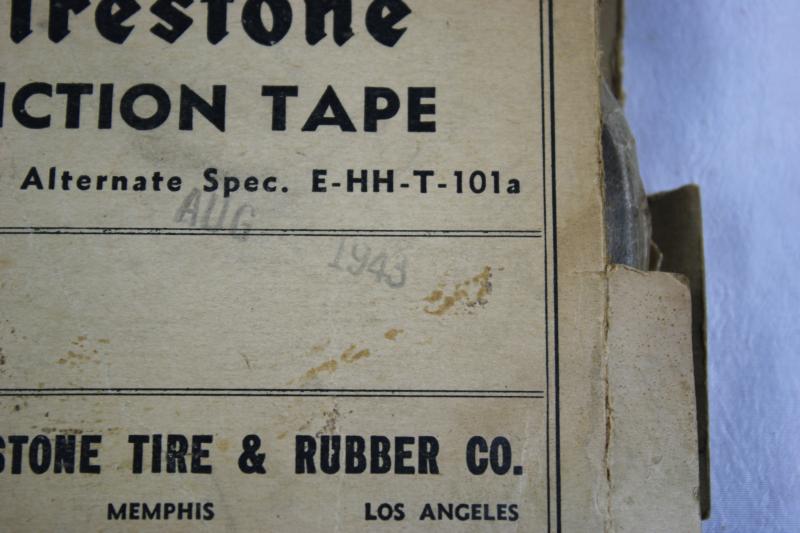 irestone
ICTION TAPE
Alternate Spec. E-HH-T-101a
AUG 1943
STONE TIRE & RUBBER CO.
MEMPHIS LOS ANGELES